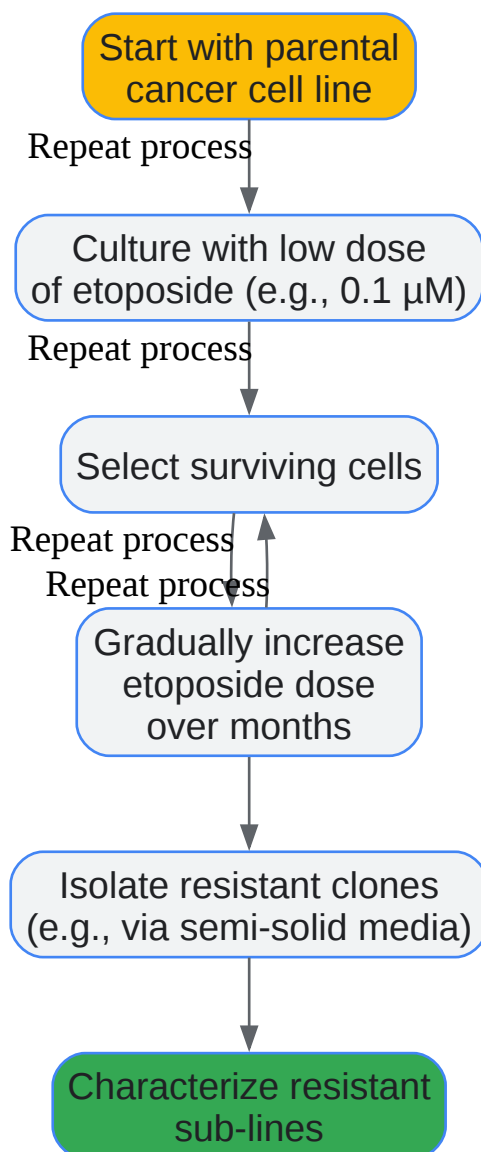 Start with parental
cancer cell line
Repeat process
Culture with low dose
of etoposide (e.g., 0.1 µM)
Repeat process
Select surviving cells
Repeat process
Repeat process
Gradually increase
etoposide dose
over months
Isolate resistant clones
(e.g., via semi-solid media)
Characterize resistant
sub-lines